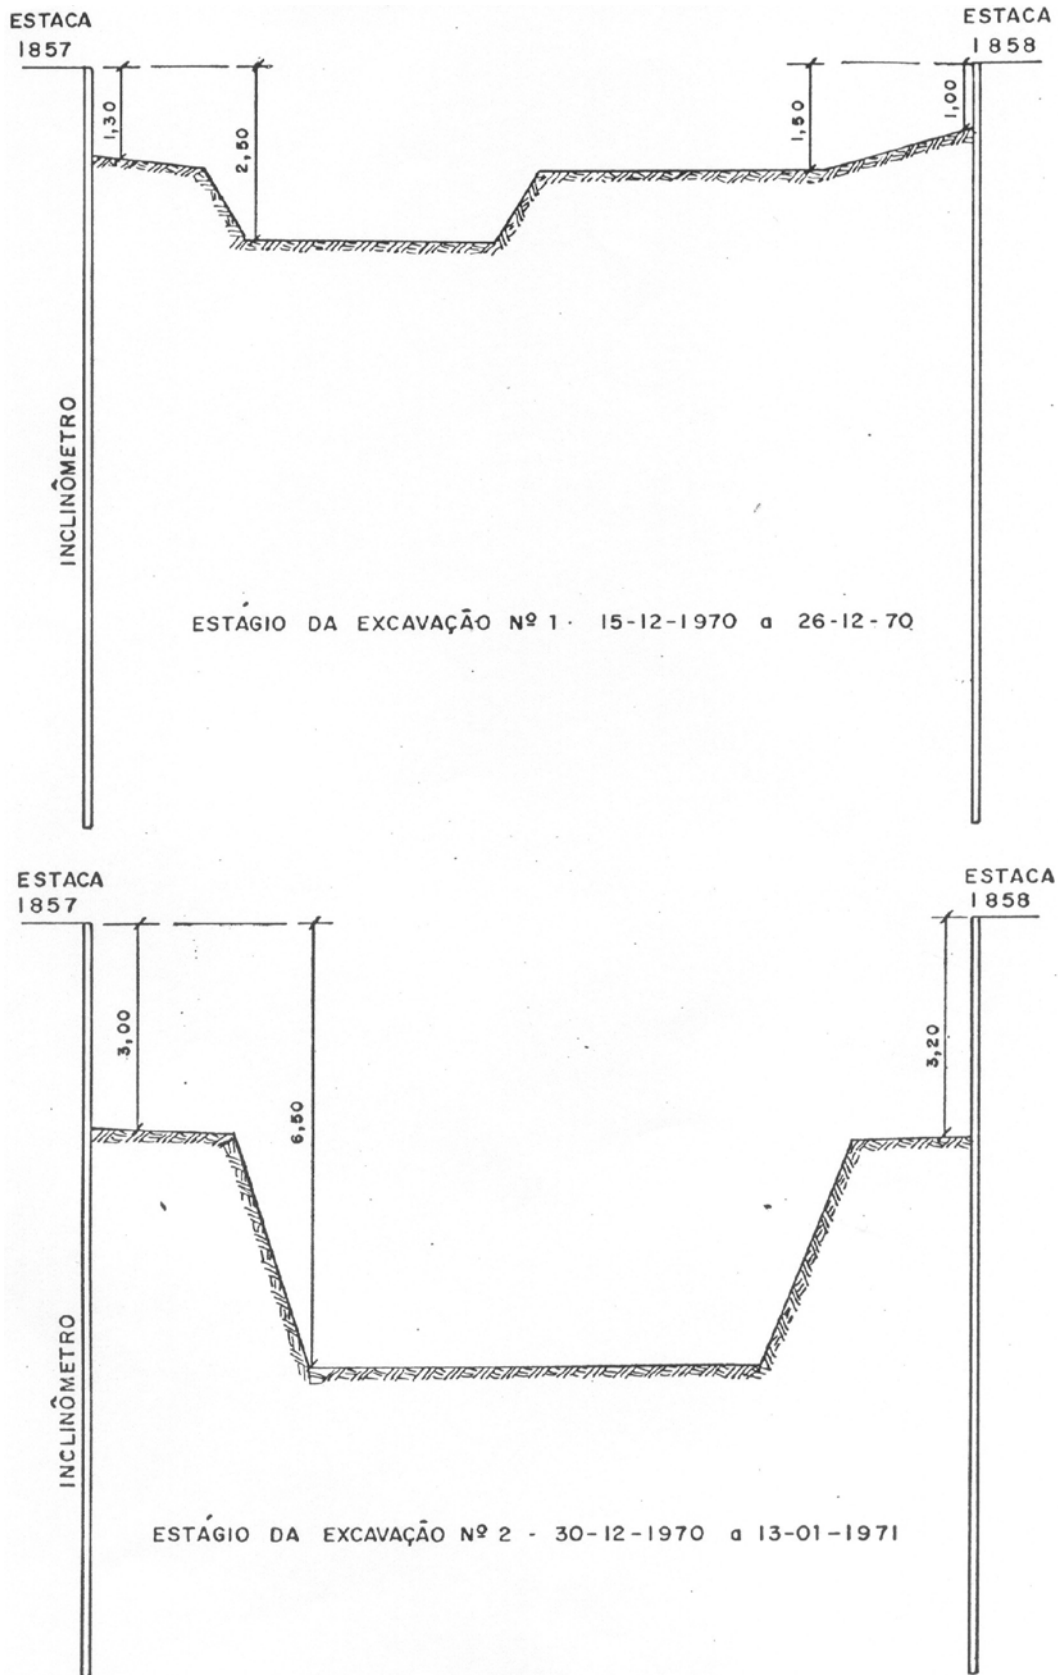 ESTACA
1857
ESTACA
1858
1,30
2,50
1,50
1,00
INCLINÔMETRO
ESTÁGIO DA EXCAVAÇÃO Nº 1 · 15-12-1970 a 26-12-70
ESTACA
1857
ESTACA
1858
3,00
6,50
3,20
INCLINÔMETRO
ESTÁGIO DA EXCAVAÇÃO Nº 2 - 30-12-1970 a 13-01-1971